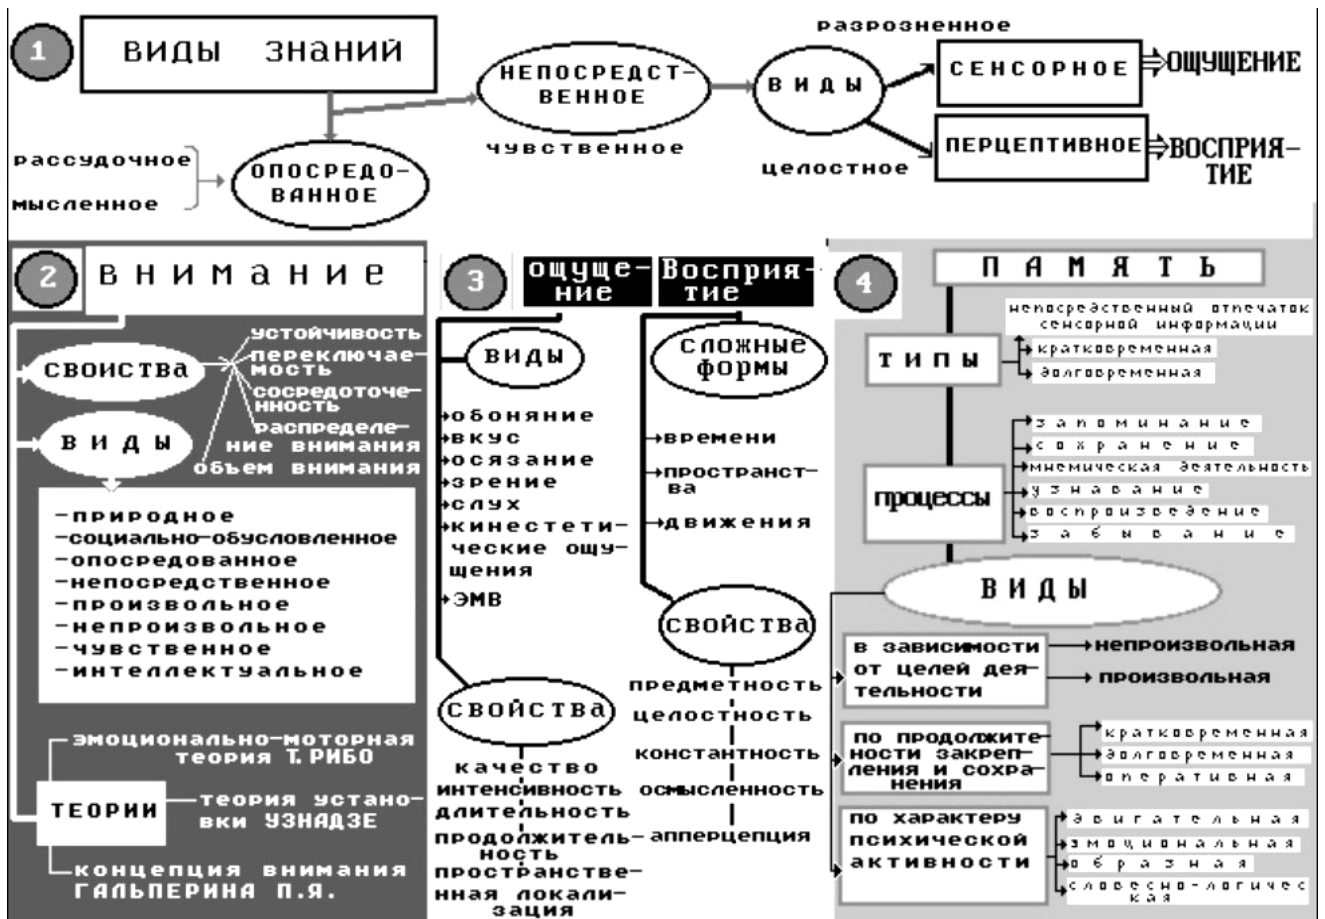 1
ВИДЫ ЗНАНИЙ
НЕПОСРЕДСТ-
ВЕННОЕ
чувственное
ВИДЫ
разрозненное
СЕНСОРНОЕ
ОЩУЩЕНИЕ
целостное
ПЕРЦЕПТИВНОЕ
ВОСПРИЯ-
ТИЕ
рассудочное
мысленное
ОПОСРЕДО-
ВАННОЕ
2
внимание
СВОИСТВА
устойчивость
переключае-
мость
сосредоточе-
нность
распределе-
ние внимания
объем внимания
ВИДЫ
-природное
-социально-обусловленное
-опосредованное
-непосредственное
-произвольное
-непроизвольное
-чувственное
-интеллектуальное
ТЕОРИИ
эмоционально-моторная
теория Т. РИБО
теория устано-
вки УЗНАДЗЕ
концепция внимания
ГАЛЬПЕРИНА П.Я.
3
ощуще-
ние
ВИДЫ
обоняние
вкус
осязание
зрение
слух
кинестети-
ческие ощу-
щения
ЭМВ
СВОЙСТВА
качество
интенсивность
длительность
продолжитель-
ность
пространстве-
нная локали-
зация
Восприя-
тие
СЛОЖНЫЕ
формы
времени
пространст-
ва
движения
СВОЙСТВА
предметность
целостность
константность
осмысленность
апперцепция
4
ПАМЯТЬ
ТИПЫ
непосредственный отпечаток
сенсорной информации
кратковременная
долговременная
процессы
запоминание
сохранение
мнемическая деятельность
узнавание
воспроизведение
забывание
ВИДЫ
в зависимости
от целей дея-
тельности
непроизвольная
произвольная
по продолжите-
ности закреп-
ления и сохра-
нения
кратковременная
долговременная
оперативная
по характеру
психической
активности
двигательная
эмоциональная
образная
словесно-логичес
кая